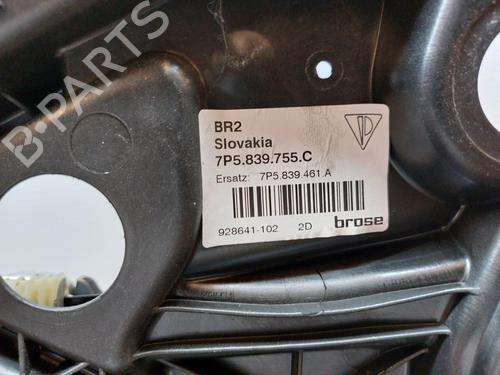 B-PARTS
BR2
Slovakia
7P5.839.755.C
Ersatz: 7P5.839.461.A
928641-102 2D brose